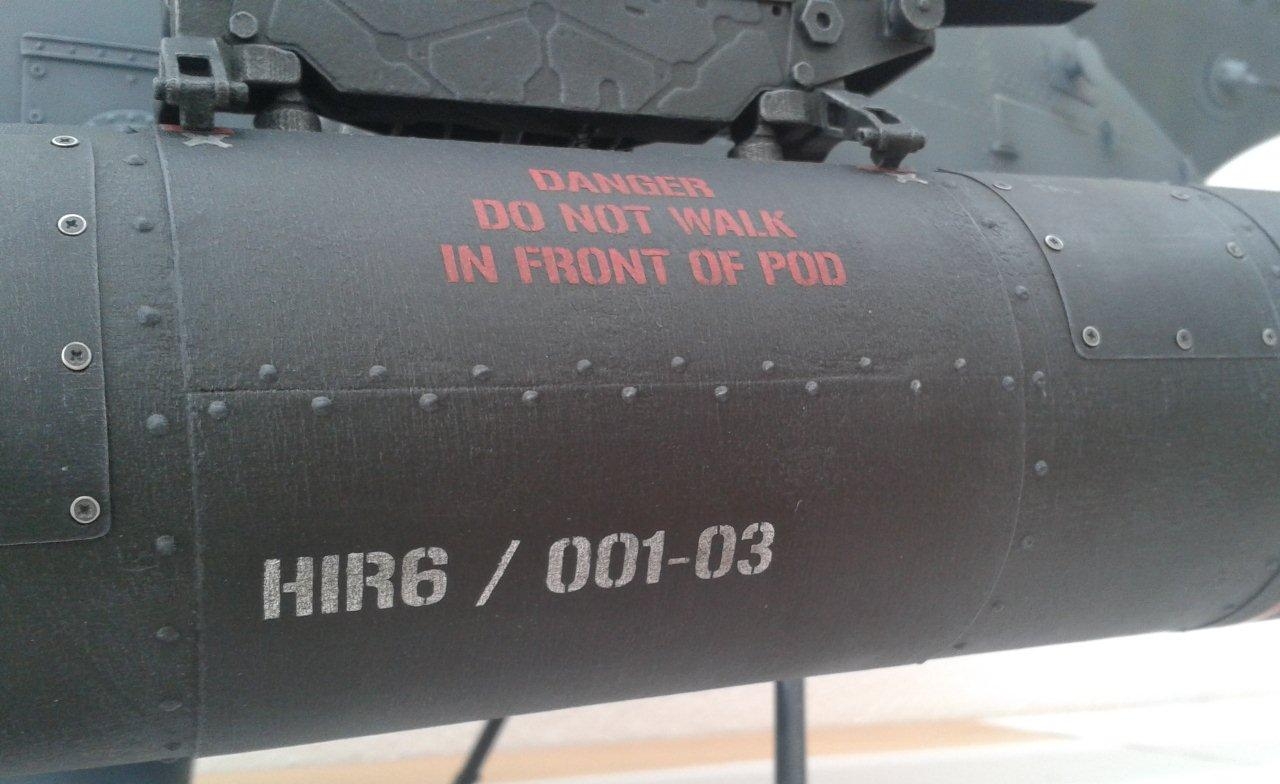 DANGER
DO NOT WALK
IN FRONT OF POD
HIR6 / 001-03